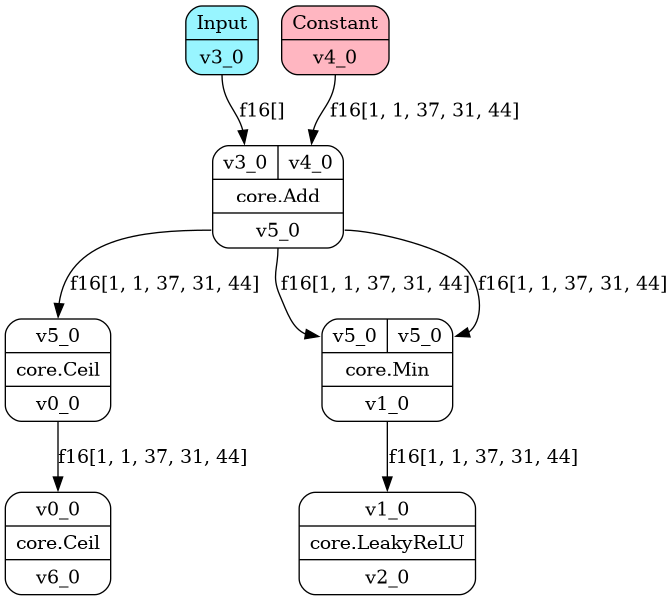 Input
v3_0
Constant
v4_0
f16[]
f16[1, 1, 37, 31, 44]
v3_0
v4_0
core.Add
v5_0
f16[1, 1, 37, 31, 44]
f16[1, 1, 37, 31, 44]
f16[1, 1, 37, 31, 44]
v5_0
core.Ceil
v0_0
v5_0
v5_0
core.Min
v1_0
f16[1, 1, 37, 31, 44]
f16[1, 1, 37, 31, 44]
v0_0
core.Ceil
v6_0
v1_0
core.LeakyReLU
v2_0